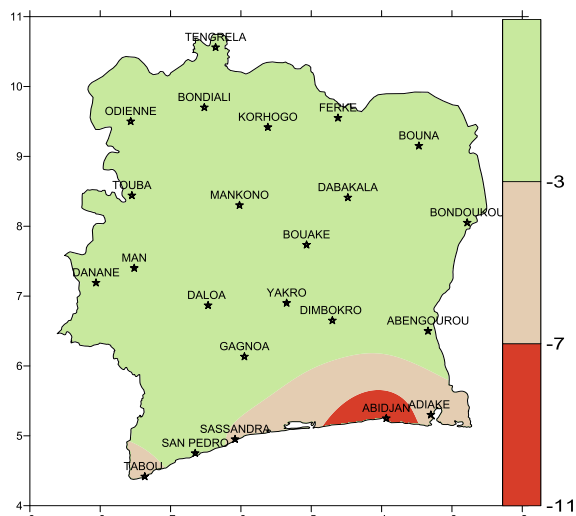 11
TENGRELA
10
BONDIALI
ODIENNE
KORHOGO
FERKE
BOUNA
9
-3
TOUBA
MANKONO
DABAKALA
BONDOUKOU
8
BOUAKE
MAN
DANANE
7
DALOA
YAKRO
DIMBOKRO
ABENGOUROU
-7
GAGNOA
6
ABIDJAN
ADIAKE
SASSANDRA
5
SAN PEDRO
TABOU
4
-11